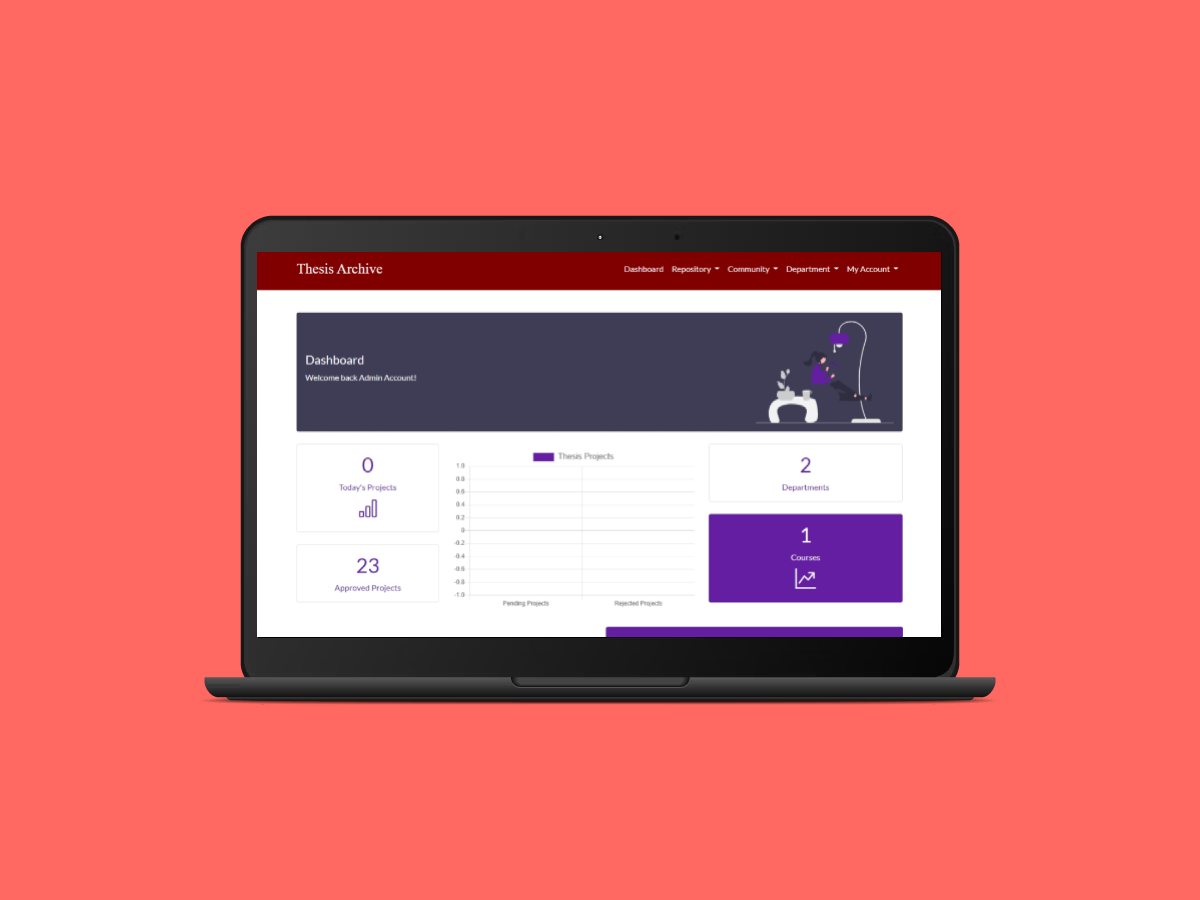 Thesis Archive
Dashboard Repository Community Department My Account
Dashboard
Welcome back Admin Account!
0
Today's Projects
23
Approved Projects
Thesis Projects
1.0
0.8
0.6
0.4
0.2
0
-0.2
-0.4
-0.6
-0.8
-1.0
Pending Projects Rejected Projects
2
Departments
1
Courses